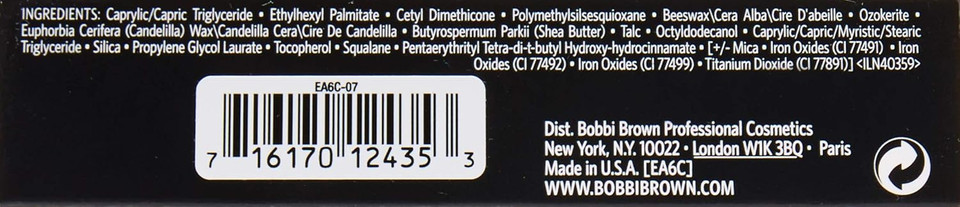 INGREDIENTS: Caprylic/Capric Triglyceride • Ethylhexyl Palmitate • Cetyl Dimethicone • Polymethylsilsesquioxane • Beeswax\Cera Alba\Cire D'abeille • Ozokerite •
Euphorbia Cerifera (Candelilla) Wax\Candelilla Cera\Cire De Candelilla • Butyrospermum Parkii (Shea Butter) • Talc • Octyldodecanol • Caprylic/Capric/Myristic/Stearic
Triglyceride • Silica • Propylene Glycol Laurate • Tocopherol • Squalane • Pentaerythrityl Tetra-di-t-butyl Hydroxy-hydrocinnamate • [+/- Mica • Iron Oxides (CI 77491) • Iron
Oxides (CI 77492) • Iron Oxides (CI 77499) • Titanium Dioxide (CI 77891)] <ILN40359>
EA6C-07
7 16170 12435 3
Dist. Bobbi Brown Professional Cosmetics
New York, N.Y. 10022 • London W1K 3BQ • Paris
Made in U.S.A. [EA6C]
WWW.BOBBIBROWN.COM